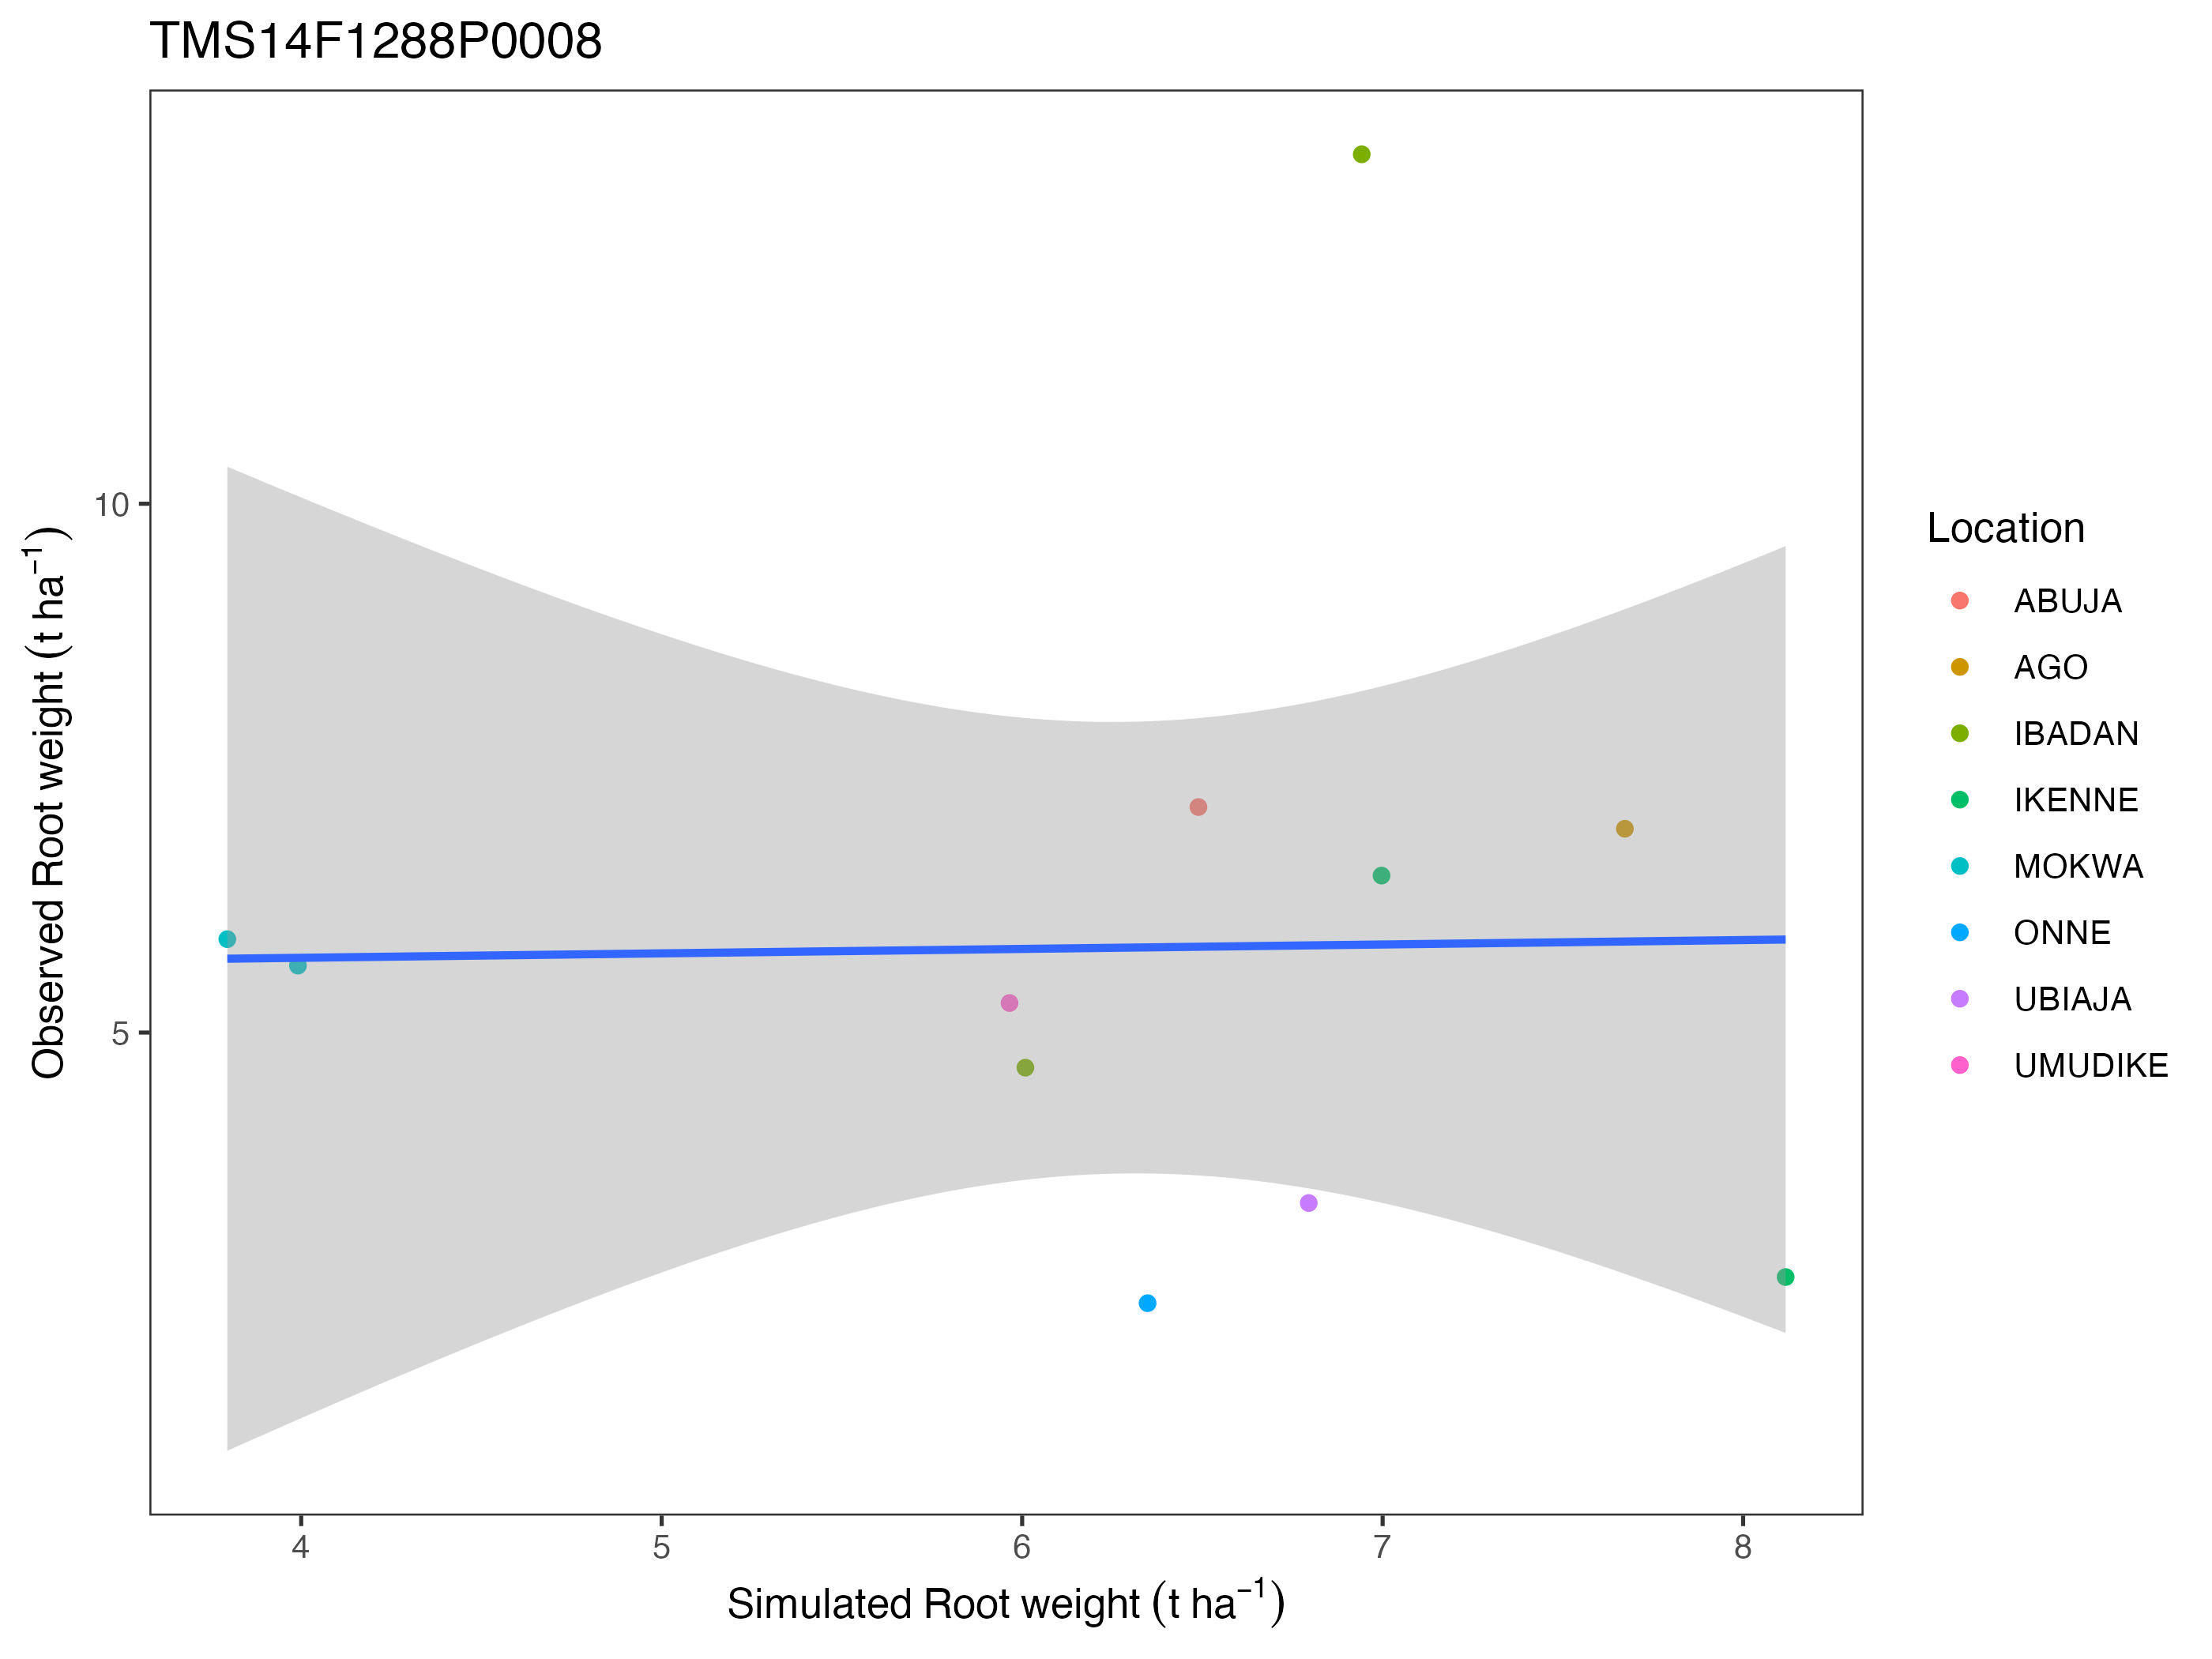 TMS14F1288P0008
Observed Root weight (t ha⁻¹)
10
5
4 5 6 7 8
Simulated Root weight (t ha⁻¹)
Location
ABUJA
AGO
IBADAN
IKENNE
MOKWA
ONNE
UBIAJA
UMUDIKE